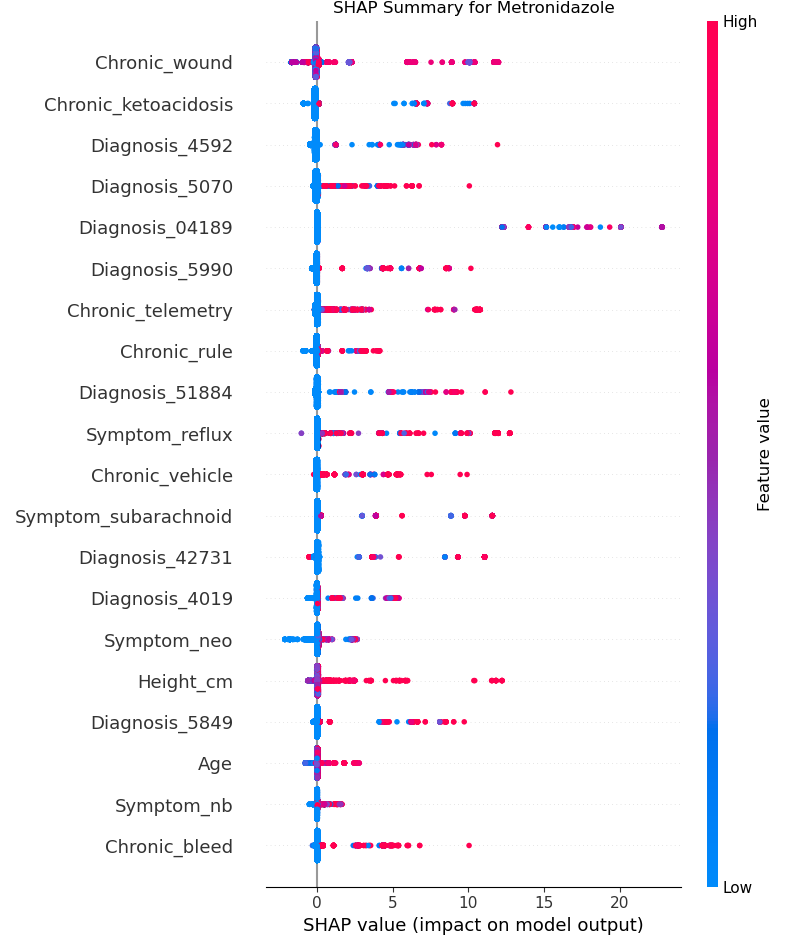 SHAP Summary for Metronidazole
High
Chronic_wound
Chronic_ketoacidosis
Diagnosis_4592
Diagnosis_5070
Diagnosis_04189
Diagnosis_5990
Chronic_telemetry
Chronic_rule
Diagnosis_51884
Symptom_reflux
Chronic_vehicle
Symptom_subarachnoid
Diagnosis_42731
Diagnosis_4019
Symptom_neo
Height_cm
Diagnosis_5849
Age
Symptom_nb
Chronic_bleed
Feature value
Low
0 5 10 15 20
SHAP value (impact on model output)